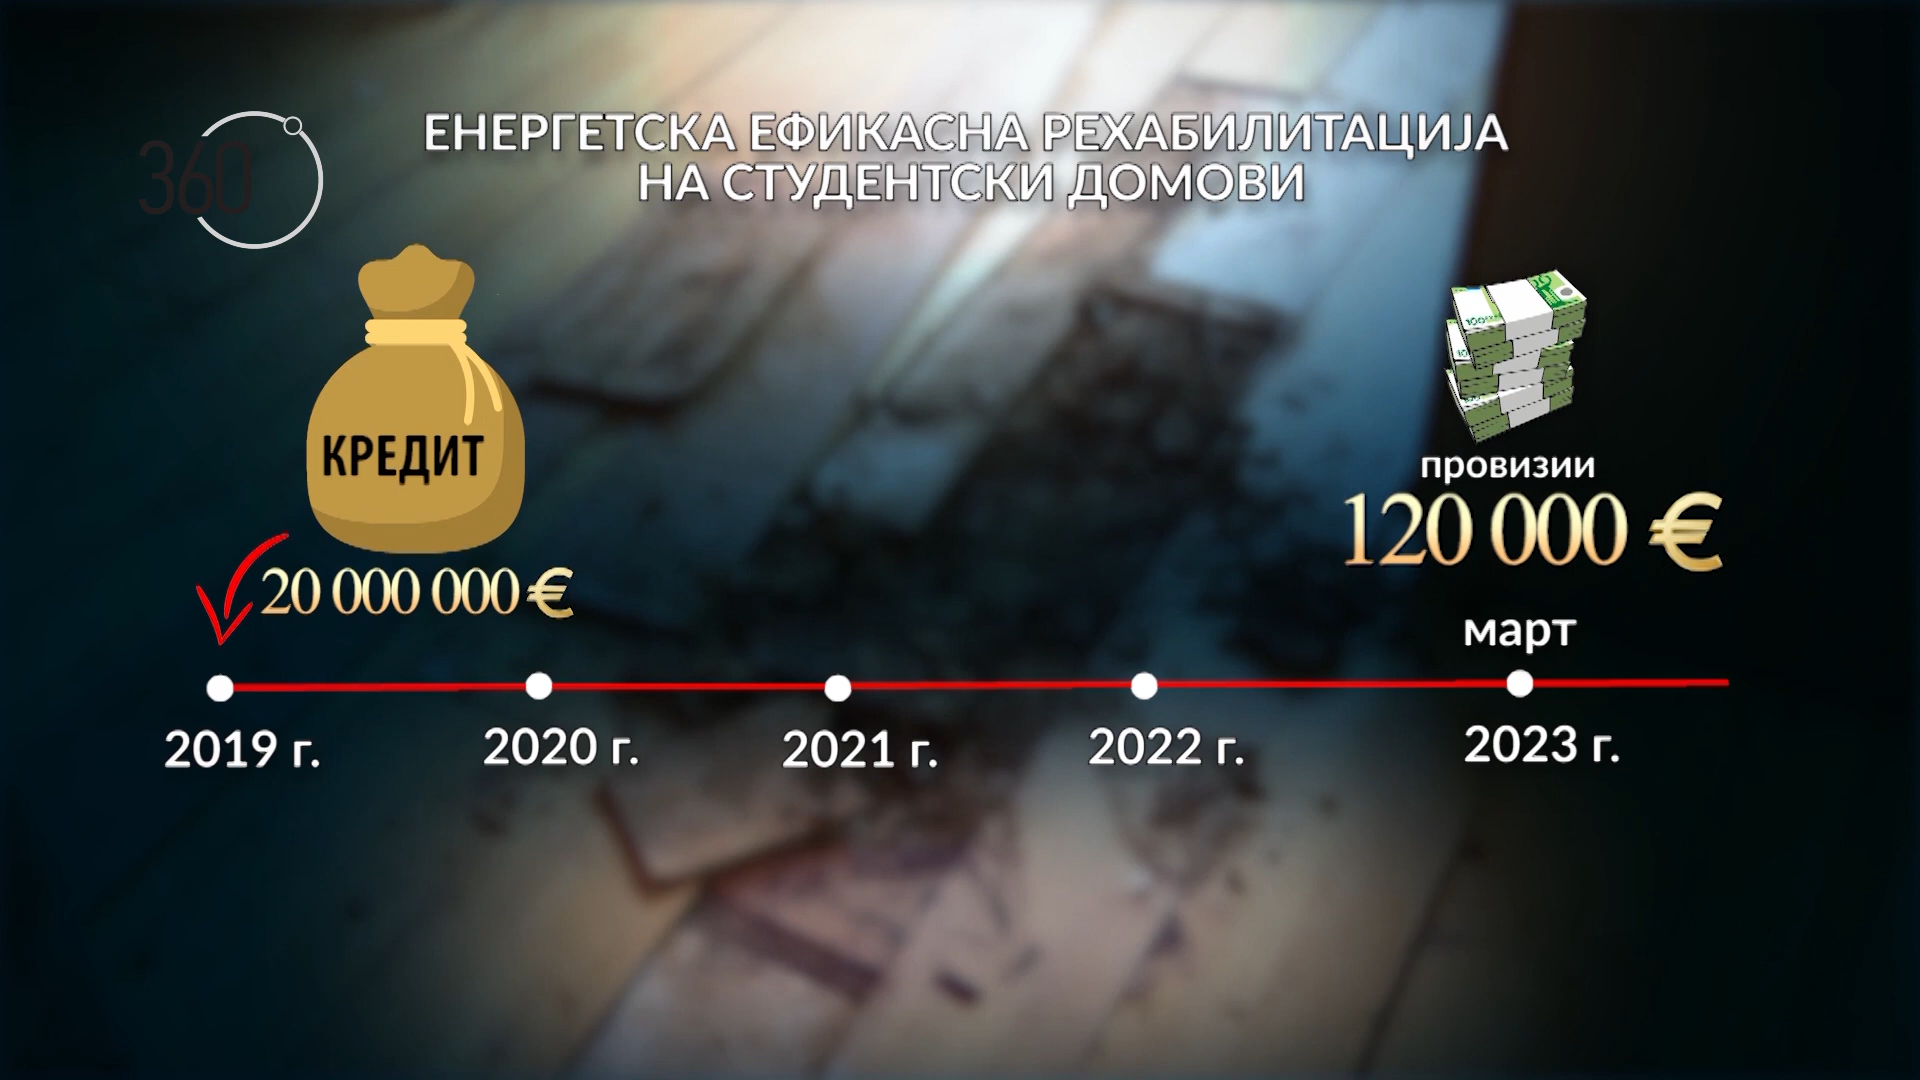 360
ЕНЕРГЕТСКА ЕФИКАСНА РЕХАБИЛИТАЦИЈА
НА СТУДЕНТСКИ ДОМОВИ
КРЕДИТ
20 000 000 €
100
провизии
120 000 €
март
2019 г.
2020 г.
2021 г.
2022 г.
2023 г.